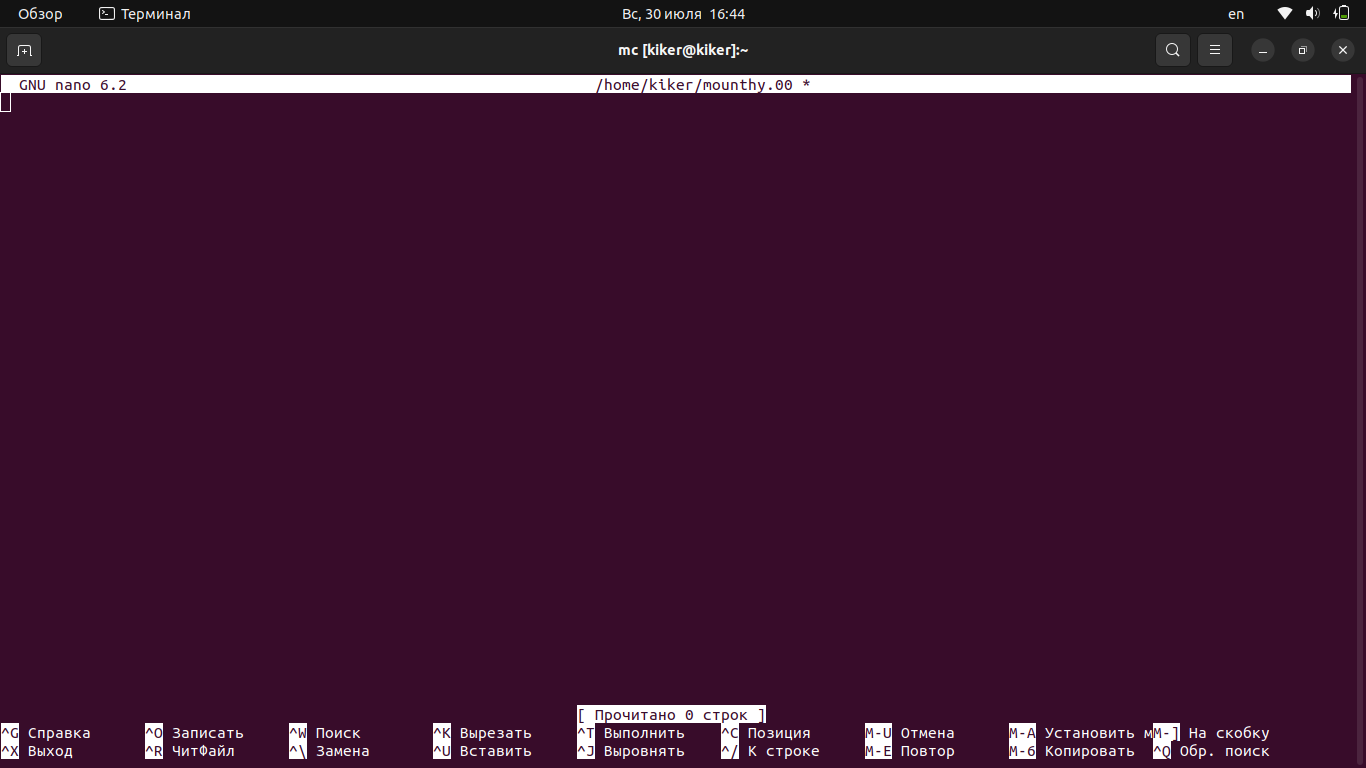 Обзор Терминал Вс, 30 июля 16:44 en
mc [kiker@kiker]:~
GNU nano 6.2 /home/kiker/mounthy.00 *
[ Прочитано 0 строк ]
^G Справка ^O Записать ^W Поиск ^K Вырезать ^T Выполнить ^C Позиция M-U Отмена M-A Установить мM-] На скобку
^X Выход ^R ЧитФайл ^\ Замена ^U Вставить ^J Выровнять ^/ К строке M-E Повтор M-6 Копировать ^Q Обр. поиск